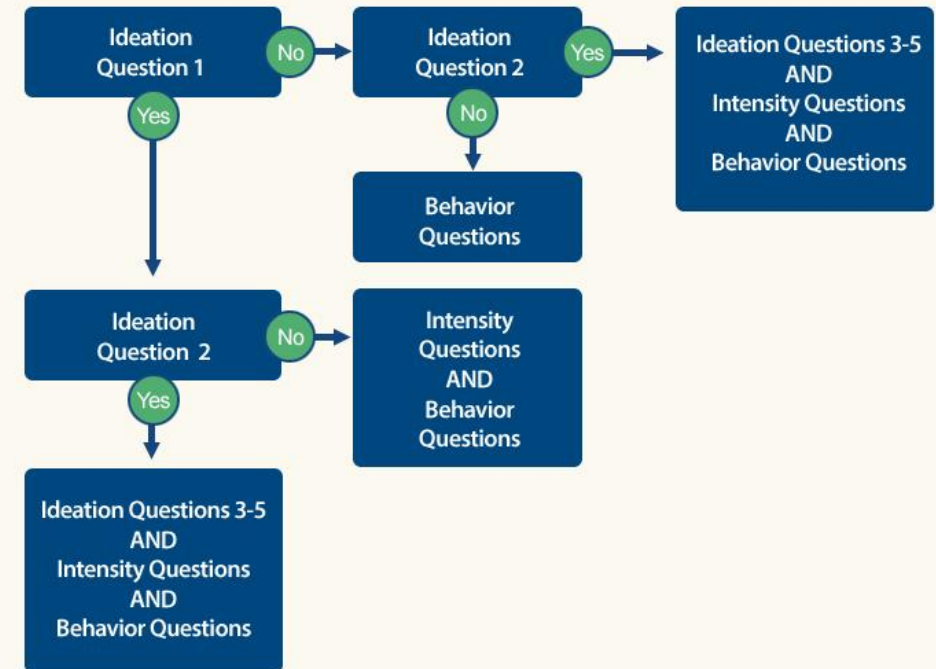 Ideation
Question 1
No
Ideation
Question 2
Yes
Ideation Questions 3-5
AND
Intensity Questions
AND
Behavior Questions
Yes
No
Behavior
Questions
Ideation
Question 2
No
Intensity
Questions
AND
Behavior
Questions
Yes
Ideation Questions 3-5
AND
Intensity Questions
AND
Behavior Questions